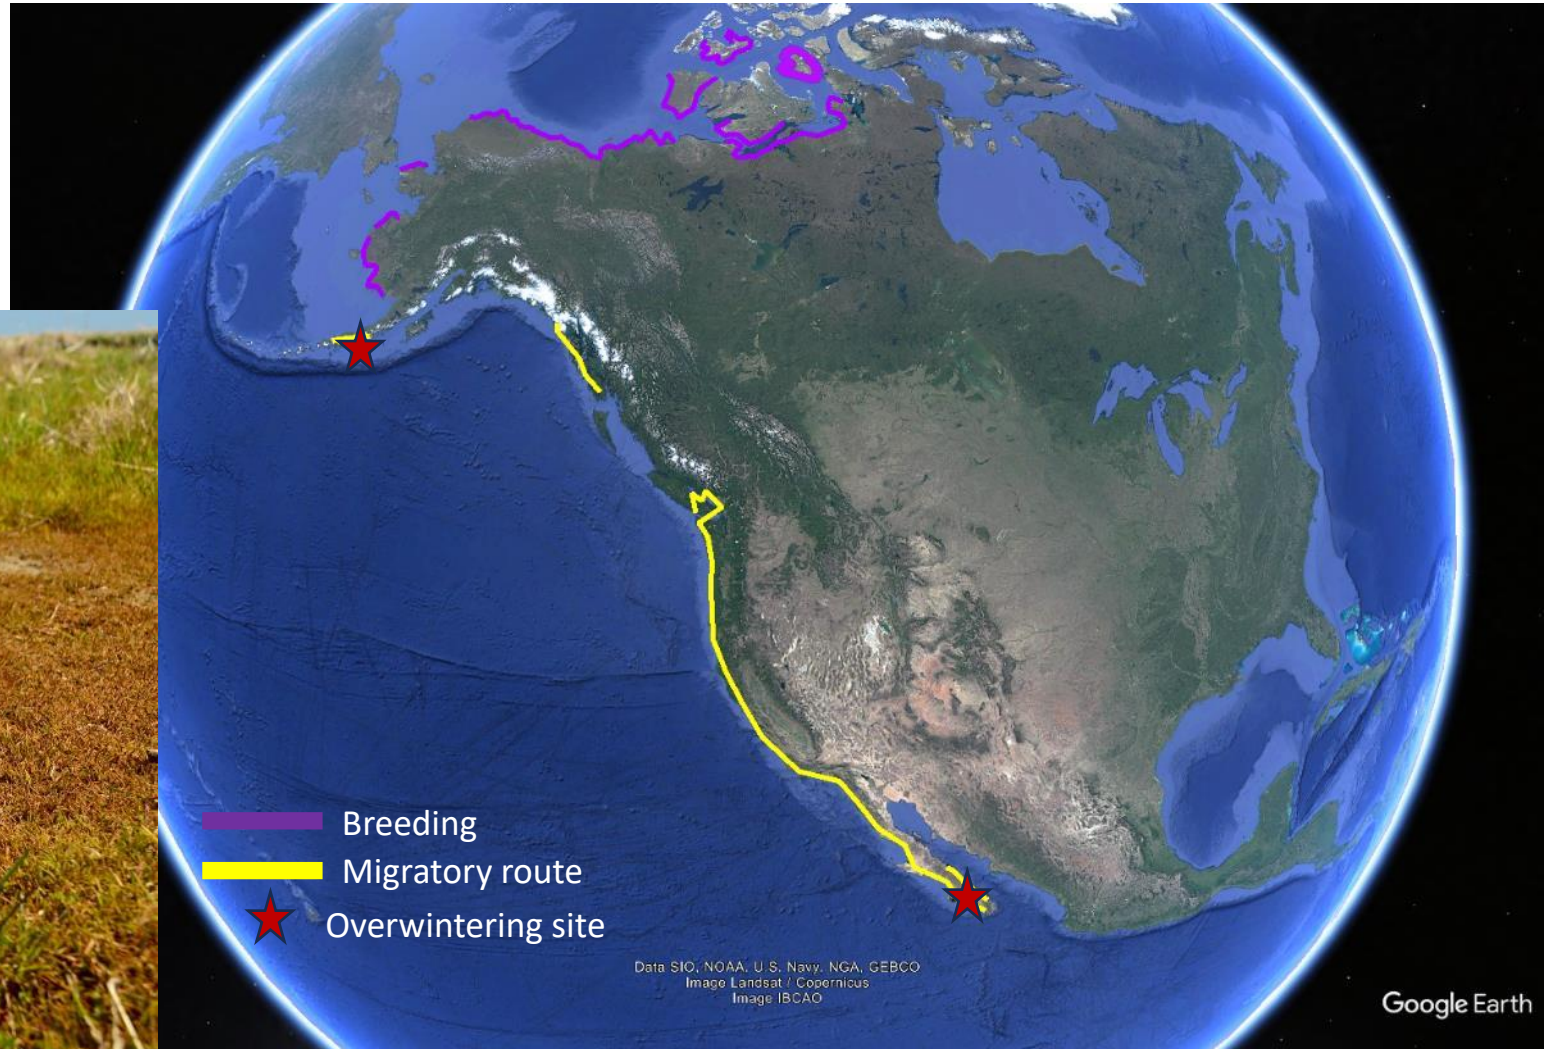 Breeding
Migratory route
Overwintering site
Data SIO, NOAA, U.S. Navy, NGA, GEBCO
Image Landsat / Copernicus
Image IBCAO
Google Earth